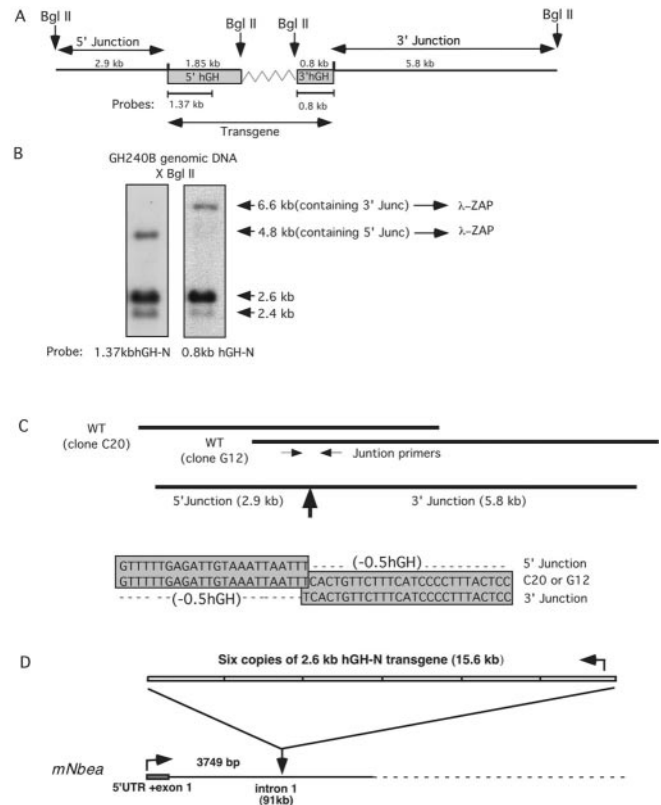 A
Bgl II
Bgl II
Bgl II
Bgl II
5' Junction
3' Junction
2.9 kb
1.85 kb
0.8 kb
5.8 kb
5' hGH
3'hGH
Probes:
1.37 kb
0.8 kb
Transgene
B
GH240B genomic DNA
X Bgl II
6.6 kb(containing 3' Junc)
λ-ZAP
4.8 kb(containing 5' Junc)
λ-ZAP
2.6 kb
2.4 kb
Probe: 1.37kbhGH-N 0.8kb hGH-N
C
WT
(clone C20)
WT
(clone G12)
Juntion primers
5'Junction (2.9 kb)
3' Junction (5.8 kb)
GTTTTTGAGATTGTAAATTAATTT (-0.5hGH) 5' Junction
GTTTTTGAGATTGTAAATTAATTTCACTGTTCTTTCATCCCCTTTACTCC C20 or G12
(-0.5hGH) TCACTGTTCTTTCATCCCCTTTACTCC 3' Junction
D
Six copies of 2.6 kb hGH-N transgene (15.6 kb)
3749 bp
mNbea
5'UTR +exon 1
intron 1
(91kb)